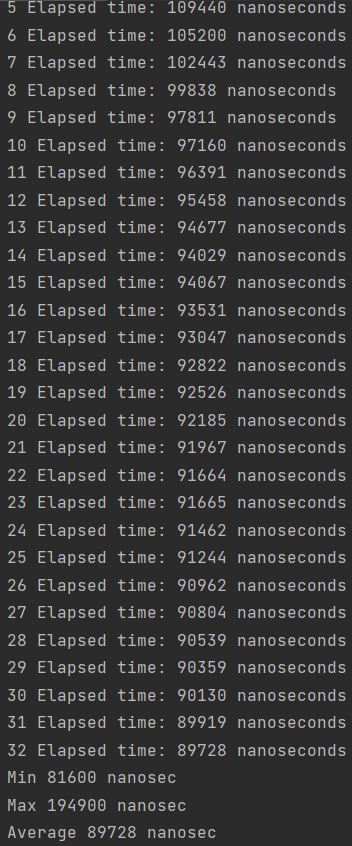 5 Elapsed time: 109440 nanoseconds
6 Elapsed time: 105200 nanoseconds
7 Elapsed time: 102443 nanoseconds
8 Elapsed time: 99838 nanoseconds
9 Elapsed time: 97811 nanoseconds
10 Elapsed time: 97160 nanoseconds
11 Elapsed time: 96391 nanoseconds
12 Elapsed time: 95458 nanoseconds
13 Elapsed time: 94677 nanoseconds
14 Elapsed time: 94029 nanoseconds
15 Elapsed time: 94067 nanoseconds
16 Elapsed time: 93531 nanoseconds
17 Elapsed time: 93047 nanoseconds
18 Elapsed time: 92822 nanoseconds
19 Elapsed time: 92526 nanoseconds
20 Elapsed time: 92185 nanoseconds
21 Elapsed time: 91967 nanoseconds
22 Elapsed time: 91664 nanoseconds
23 Elapsed time: 91665 nanoseconds
24 Elapsed time: 91462 nanoseconds
25 Elapsed time: 91244 nanoseconds
26 Elapsed time: 90962 nanoseconds
27 Elapsed time: 90804 nanoseconds
28 Elapsed time: 90539 nanoseconds
29 Elapsed time: 90359 nanoseconds
30 Elapsed time: 90130 nanoseconds
31 Elapsed time: 89919 nanoseconds
32 Elapsed time: 89728 nanoseconds
Min 81600 nanosec
Max 194900 nanosec
Average 89728 nanosec